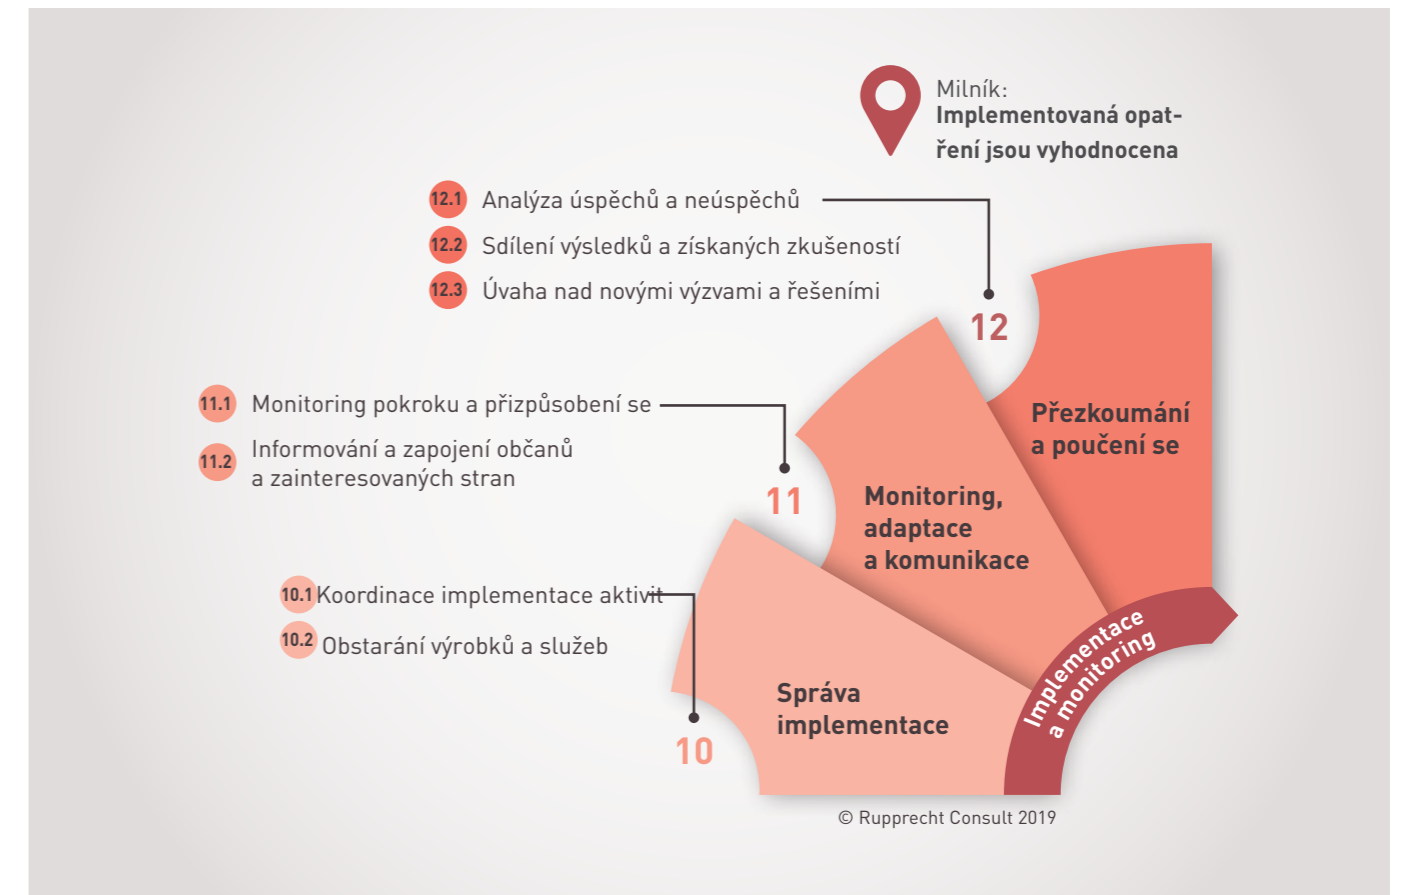 Milník:
Implementovaná opat-
ření jsou vyhodnocena
12.1 Analýza úspěchů a neúspěchů
12.2 Sdílení výsledků a získaných zkušeností
12.3 Úvaha nad novými výzvami a řešeními
12
Přezkoumání
a poučení se
11.1 Monitoring pokroku a přizpůsobení se
11.2 Informování a zapojení občanů
a zainteresovaných stran
11
Monitoring,
adaptace
a komunikace
10.1 Koordinace implementace aktivit
10.2 Obstarání výrobků a služeb
10
Správa
implementace
Implementace
a monitoring
© Rupprecht Consult 2019